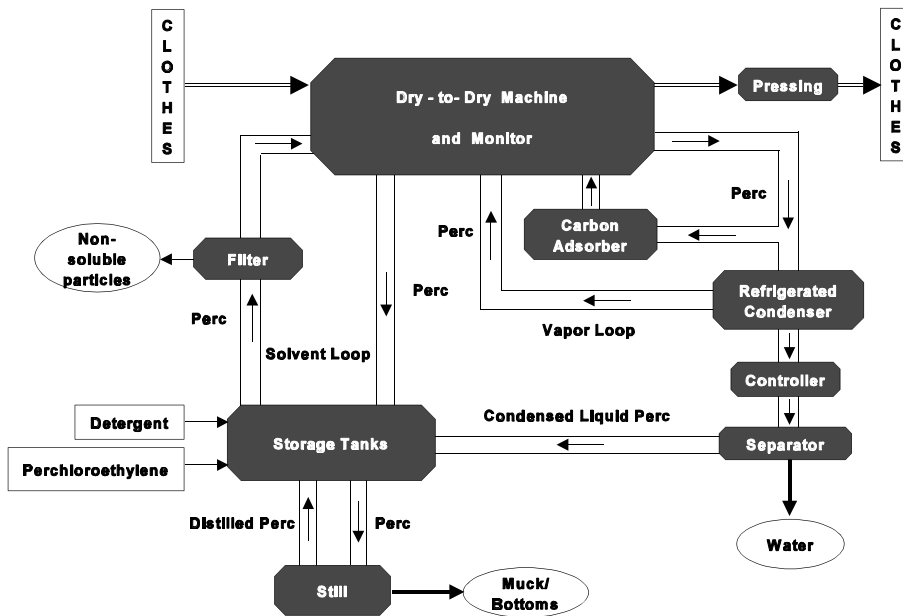 CLOTHES
CLOTHES
Dry - to- Dry Machine
and Monitor
Pressing
Perc
Carbon
Adsorber
Perc
Non-
soluble
particles
Filter
Perc
Refrigerated
Condenser
Perc
Vapor Loop
Solvent Loop
Controller
Detergent
Condensed Liquid Perc
Storage Tanks
Separator
Perchloroethylene
Distilled Perc
Perc
Water
Still
Muck/
Bottoms